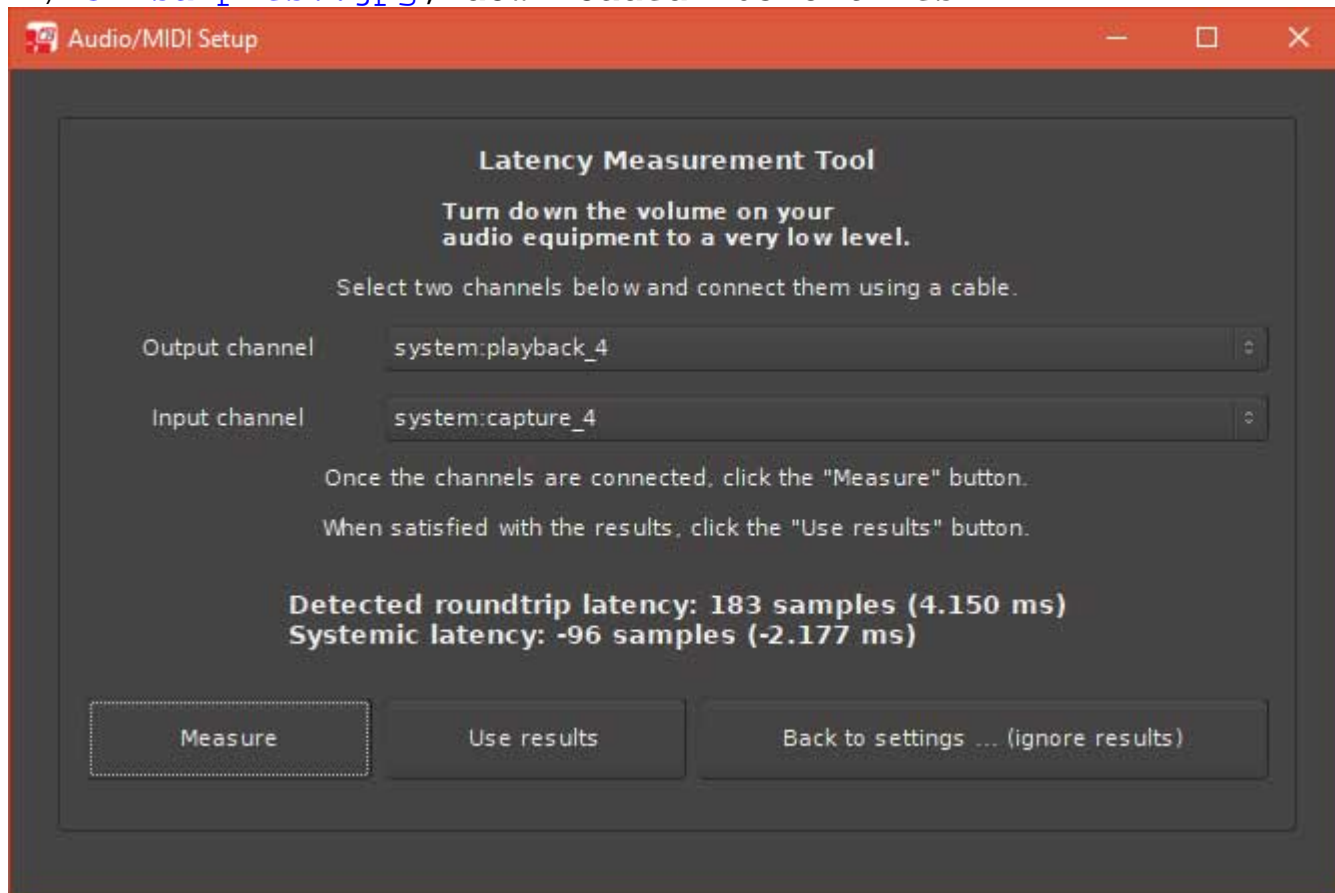 Audio/MIDI Setup
Latency Measurement Tool
Turn down the volume on your
audio equipment to a very low level.
Select two channels below and connect them using a cable.
Output channel system:playback_4
Input channel system:capture_4
Once the channels are connected, click the "Measure" button.
When satisfied with the results, click the "Use results" button.
Detected roundtrip latency: 183 samples (4.150 ms)
Systemic latency: -96 samples (-2.177 ms)
Measure Use results Back to settings ... (ignore results)